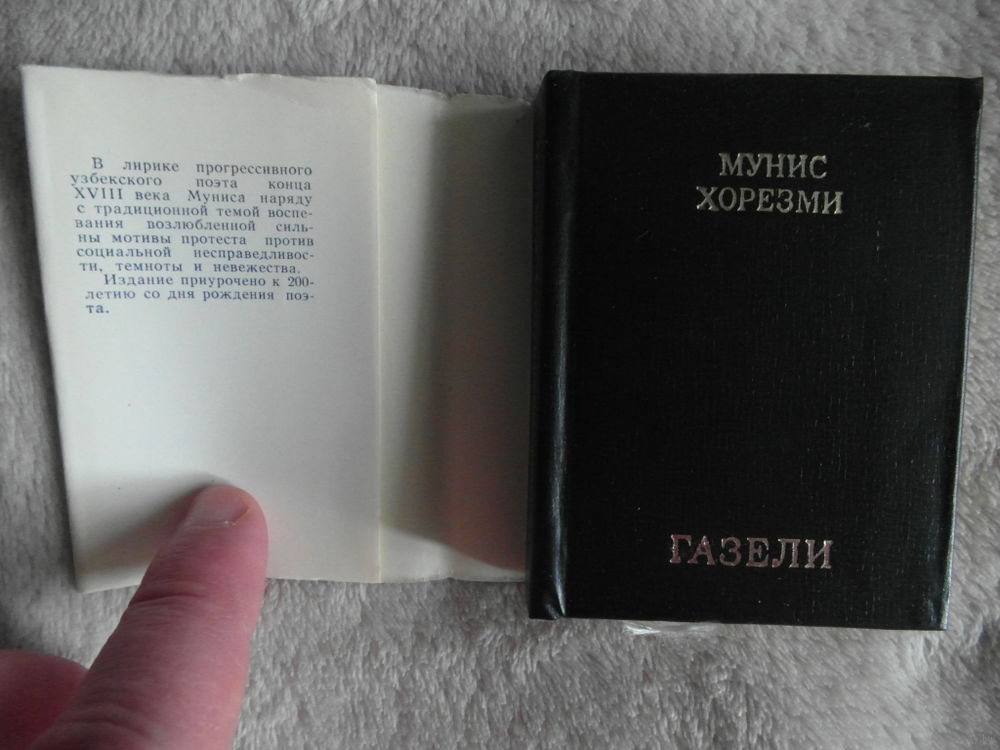 В лирике прогрессивного
узбекского поэта конца
XVIII века Муниса наряду
с традиционной темой воспе-
вания возлюбленной силь-
ны мотивы протеста против
социальной несправедливос-
ти, темноты и невежества.
Издание приурочено к 200-
летию со дня рождения поэ-
та.
МУНИС
ХОРЕЗМИ
ГАЗЕЛИ